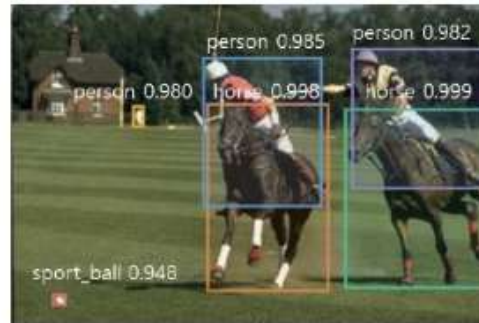 person 0.985
person 0.982
person 0.980
horse 0.998
horse 0.999
sport_ball 0.948